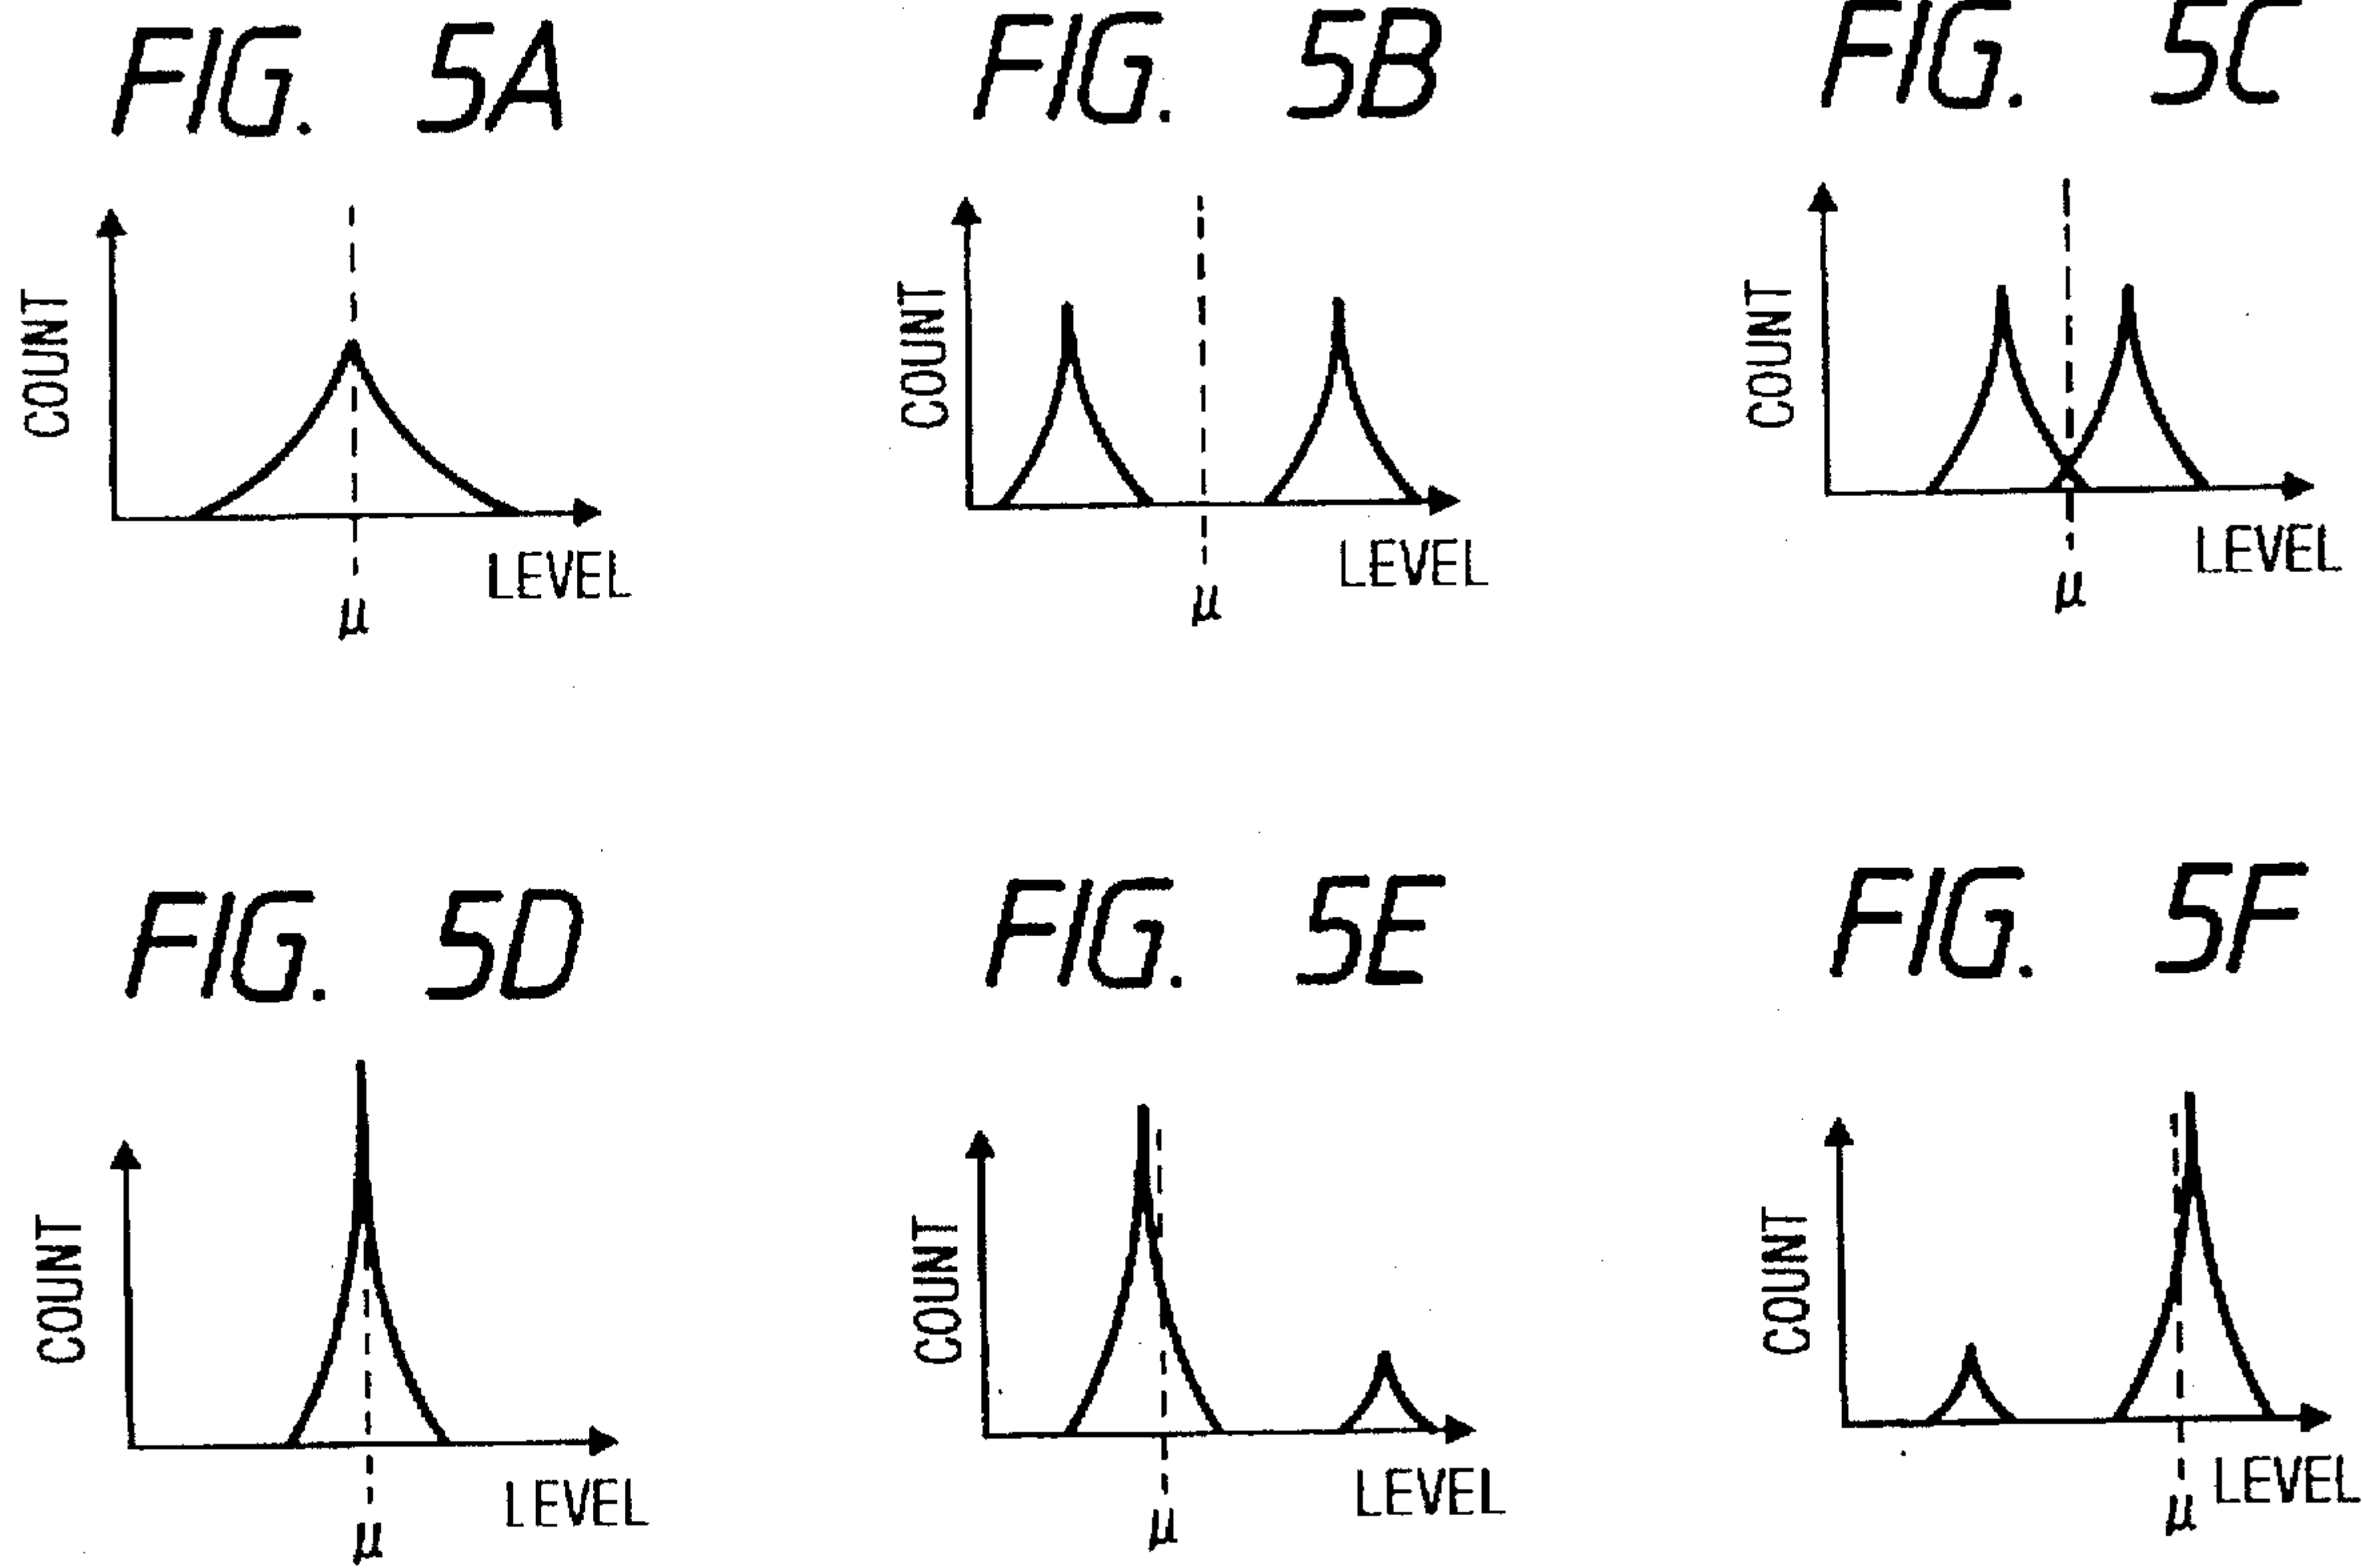 FIG. 5A
COUNT
LEVEL
µ
FIG. 5B
COUNT
LEVEL
µ
FIG. 5C
COUNT
LEVEL
µ
FIG. 5D
COUNT
LEVEL
µ
FIG. 5E
COUNT
LEVEL
µ
FIG. 5F
COUNT
LEVEL
µ